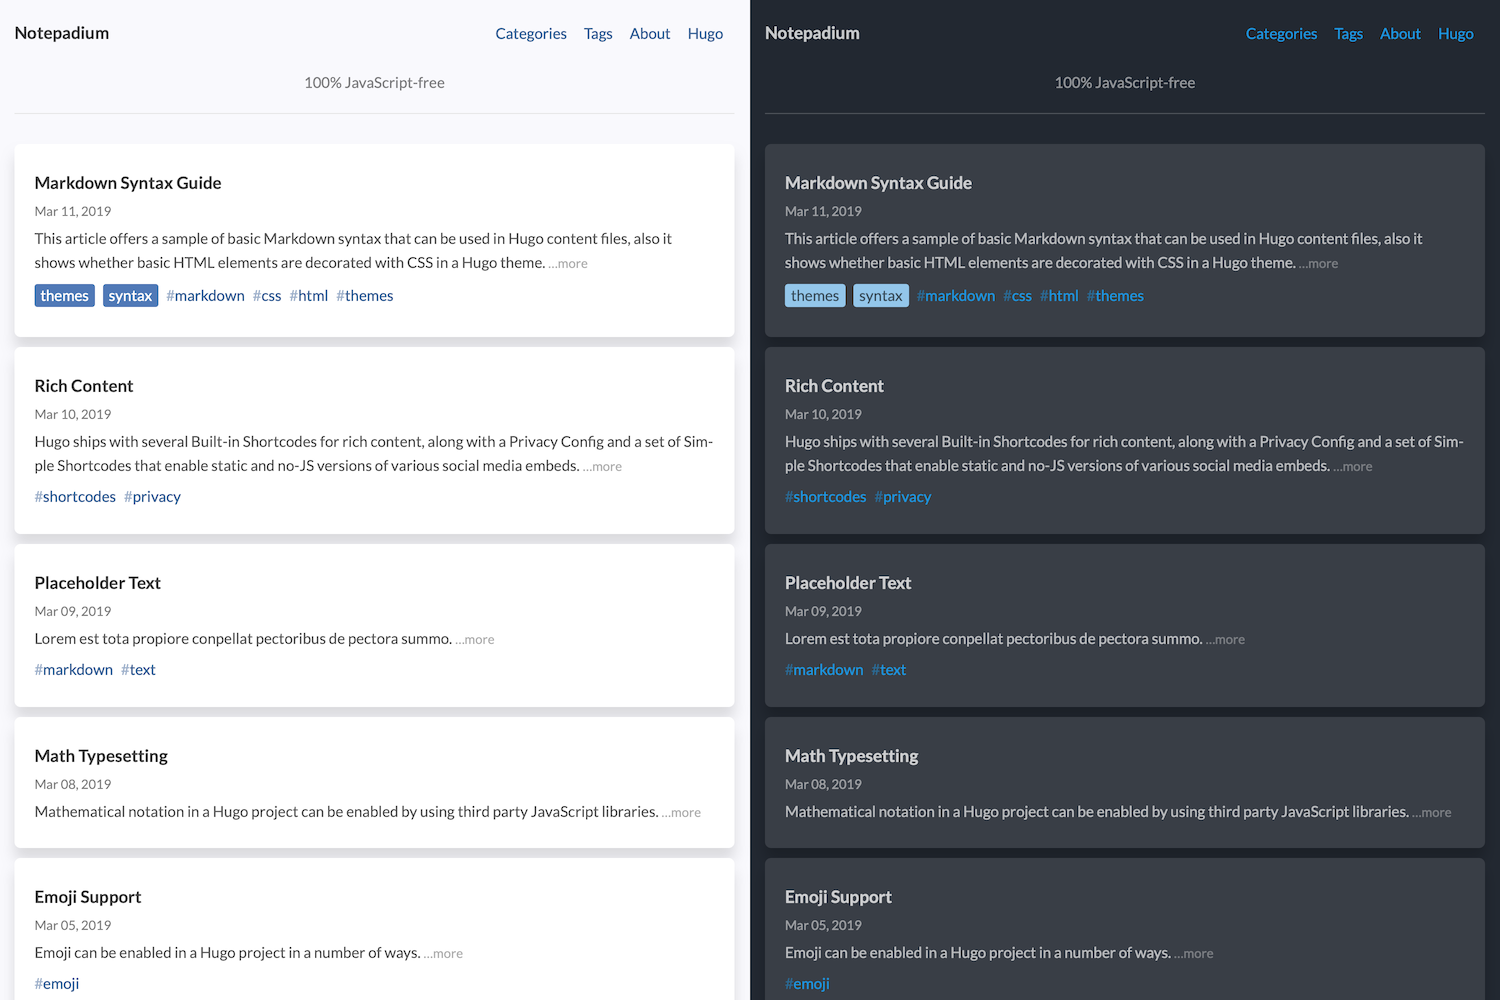 Notepadium
Categories Tags About Hugo
100% JavaScript-free
Markdown Syntax Guide
Mar 11, 2019
This article offers a sample of basic Markdown syntax that can be used in Hugo content files, also it
shows whether basic HTML elements are decorated with CSS in a Hugo theme. ...more
themes syntax #markdown #css #html #themes
Rich Content
Mar 10, 2019
Hugo ships with several Built-in Shortcodes for rich content, along with a Privacy Config and a set of Sim-
ple Shortcodes that enable static and no-JS versions of various social media embeds. ...more
#shortcodes #privacy
Placeholder Text
Mar 09, 2019
Lorem est tota propiore conpellat pectoribus de pectora summo. ...more
#markdown #text
Math Typesetting
Mar 08, 2019
Mathematical notation in a Hugo project can be enabled by using third party JavaScript libraries. ...more
Emoji Support
Mar 05, 2019
Emoji can be enabled in a Hugo project in a number of ways. ...more
#emoji
Notepadium
Categories Tags About Hugo
100% JavaScript-free
Markdown Syntax Guide
Mar 11, 2019
This article offers a sample of basic Markdown syntax that can be used in Hugo content files, also it
shows whether basic HTML elements are decorated with CSS in a Hugo theme. ...more
themes syntax #markdown #css #html #themes
Rich Content
Mar 10, 2019
Hugo ships with several Built-in Shortcodes for rich content, along with a Privacy Config and a set of Sim-
ple Shortcodes that enable static and no-JS versions of various social media embeds. ...more
#shortcodes #privacy
Placeholder Text
Mar 09, 2019
Lorem est tota propiore conpellat pectoribus de pectora summo. ...more
#markdown #text
Math Typesetting
Mar 08, 2019
Mathematical notation in a Hugo project can be enabled by using third party JavaScript libraries. ...more
Emoji Support
Mar 05, 2019
Emoji can be enabled in a Hugo project in a number of ways. ...more
#emoji